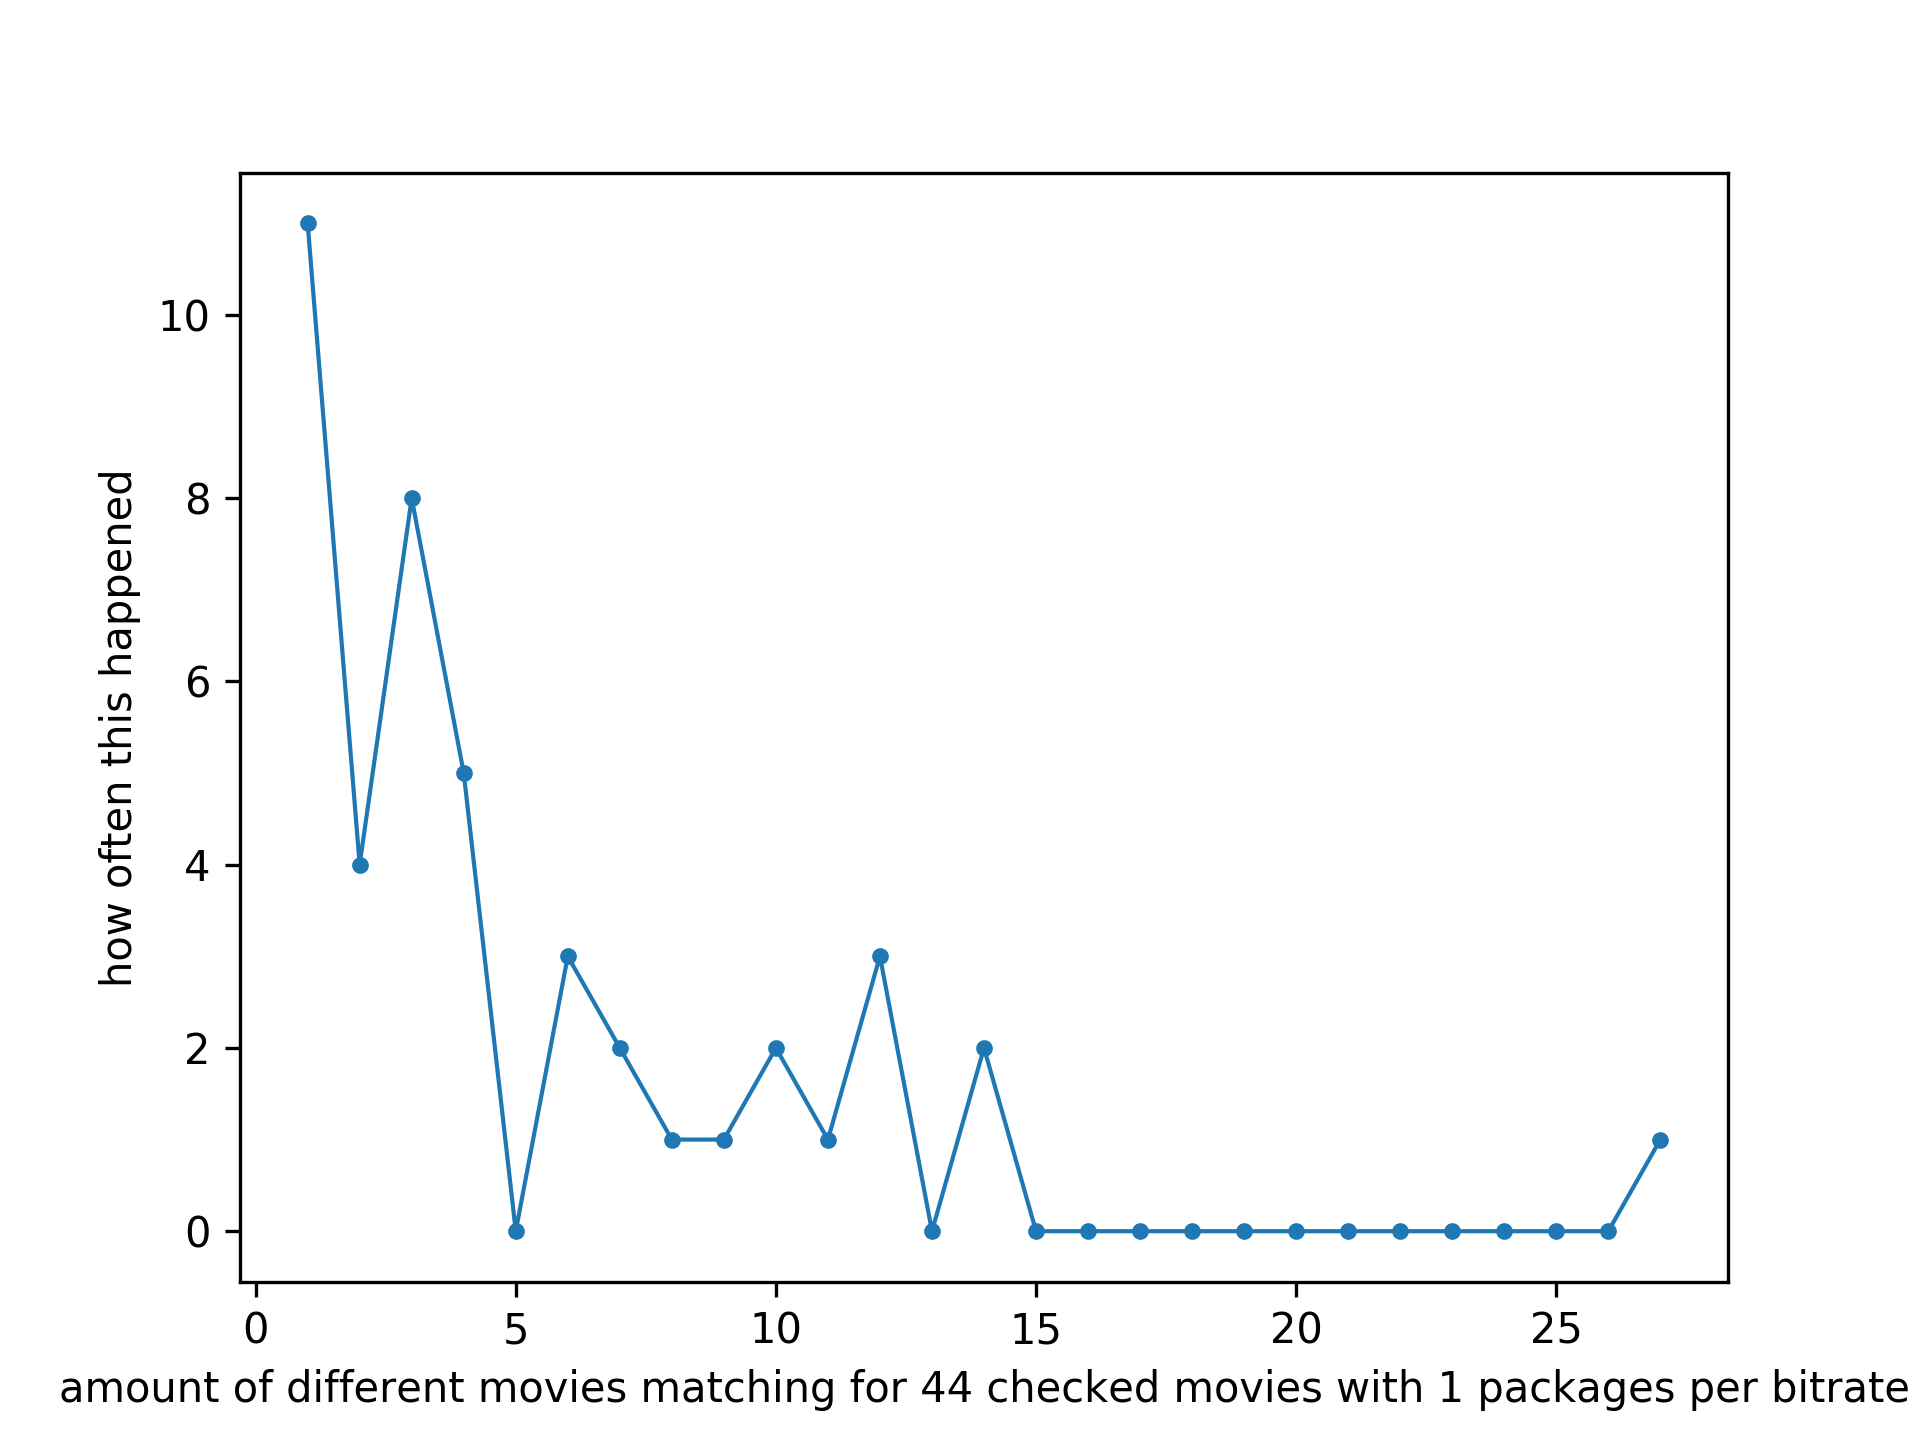 10
8
6
4
2
0
how often this happened
0 5 10 15 20 25
amount of different movies matching for 44 checked movies with 1 packages per bitrate